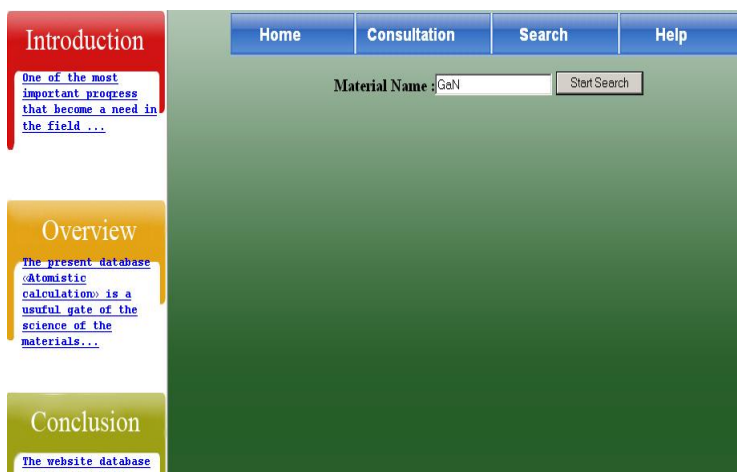 Home Consultation Search Help
Material Name : GaN Start Search
Introduction
One of the most
important progress
that become a need in
the field ...
Overview
The present database
«Atomistic
calculation» is a
usuful gate of the
science of the
materials...
Conclusion
The website database